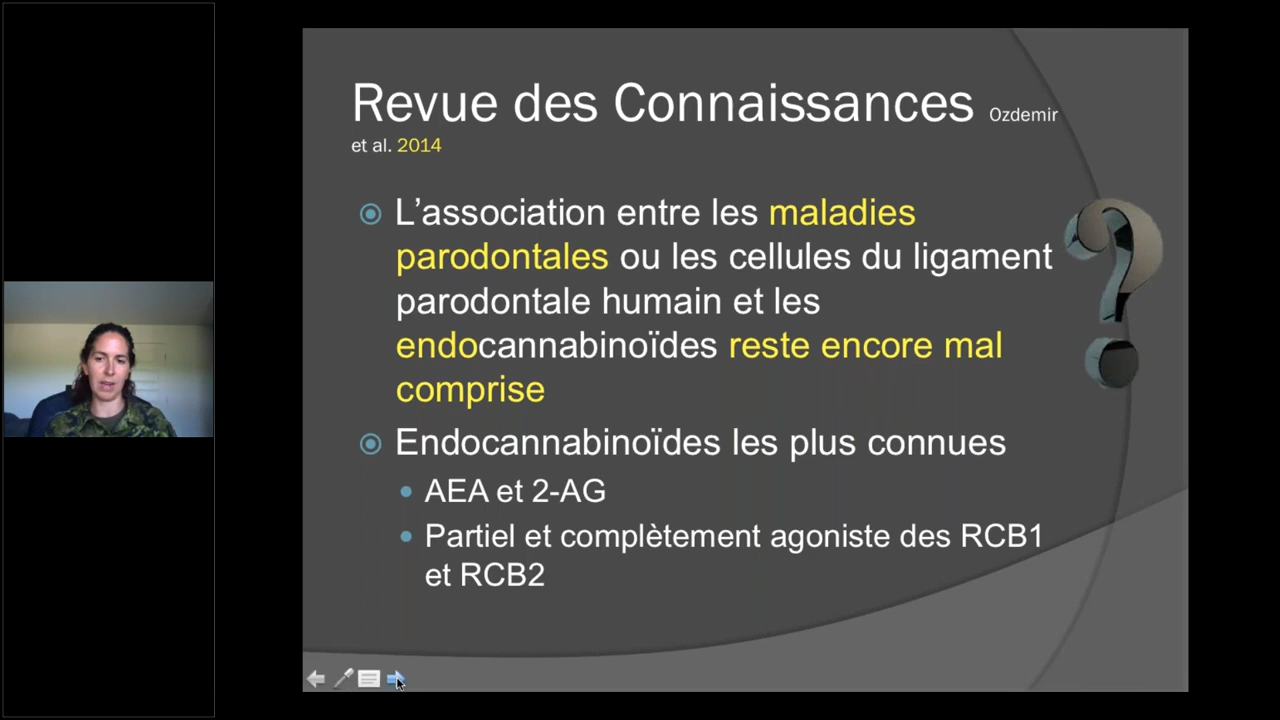 Revue des Connaissances Ozdemir
et al. 2014
L’association entre les maladies
parodontales ou les cellules du ligament
parodontale humain et les
endocannabinoïdes reste encore mal
comprise
Endocannabinoïdes les plus connues
AEA et 2-AG
Partiel et complètement agoniste des RCB1
et RCB2